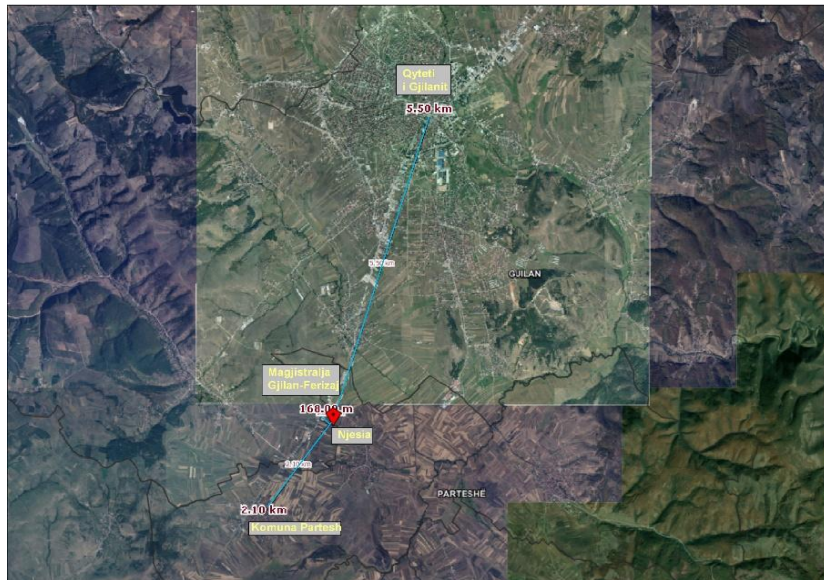 Qyteti
i Gjilanit
5.50 km
GJILAN
Magjistralja
Gjilan-Ferizaj
Njesia
PARTESHË
2.10 km
Komuna Partesh